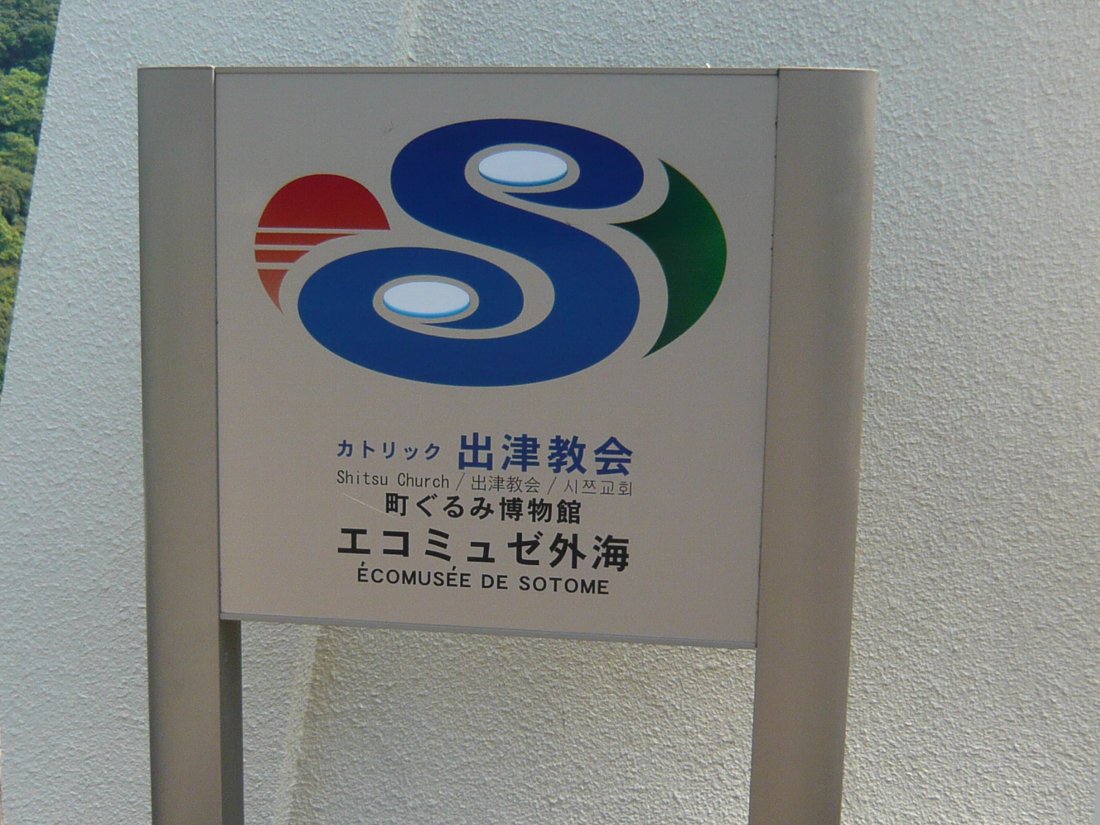 カトリック 出津教会
Shitsu Church / 出津教会 / 시쯔교회
町ぐるみ博物館
エコミュゼ外海
ÉCOMUSÉE DE SOTOME